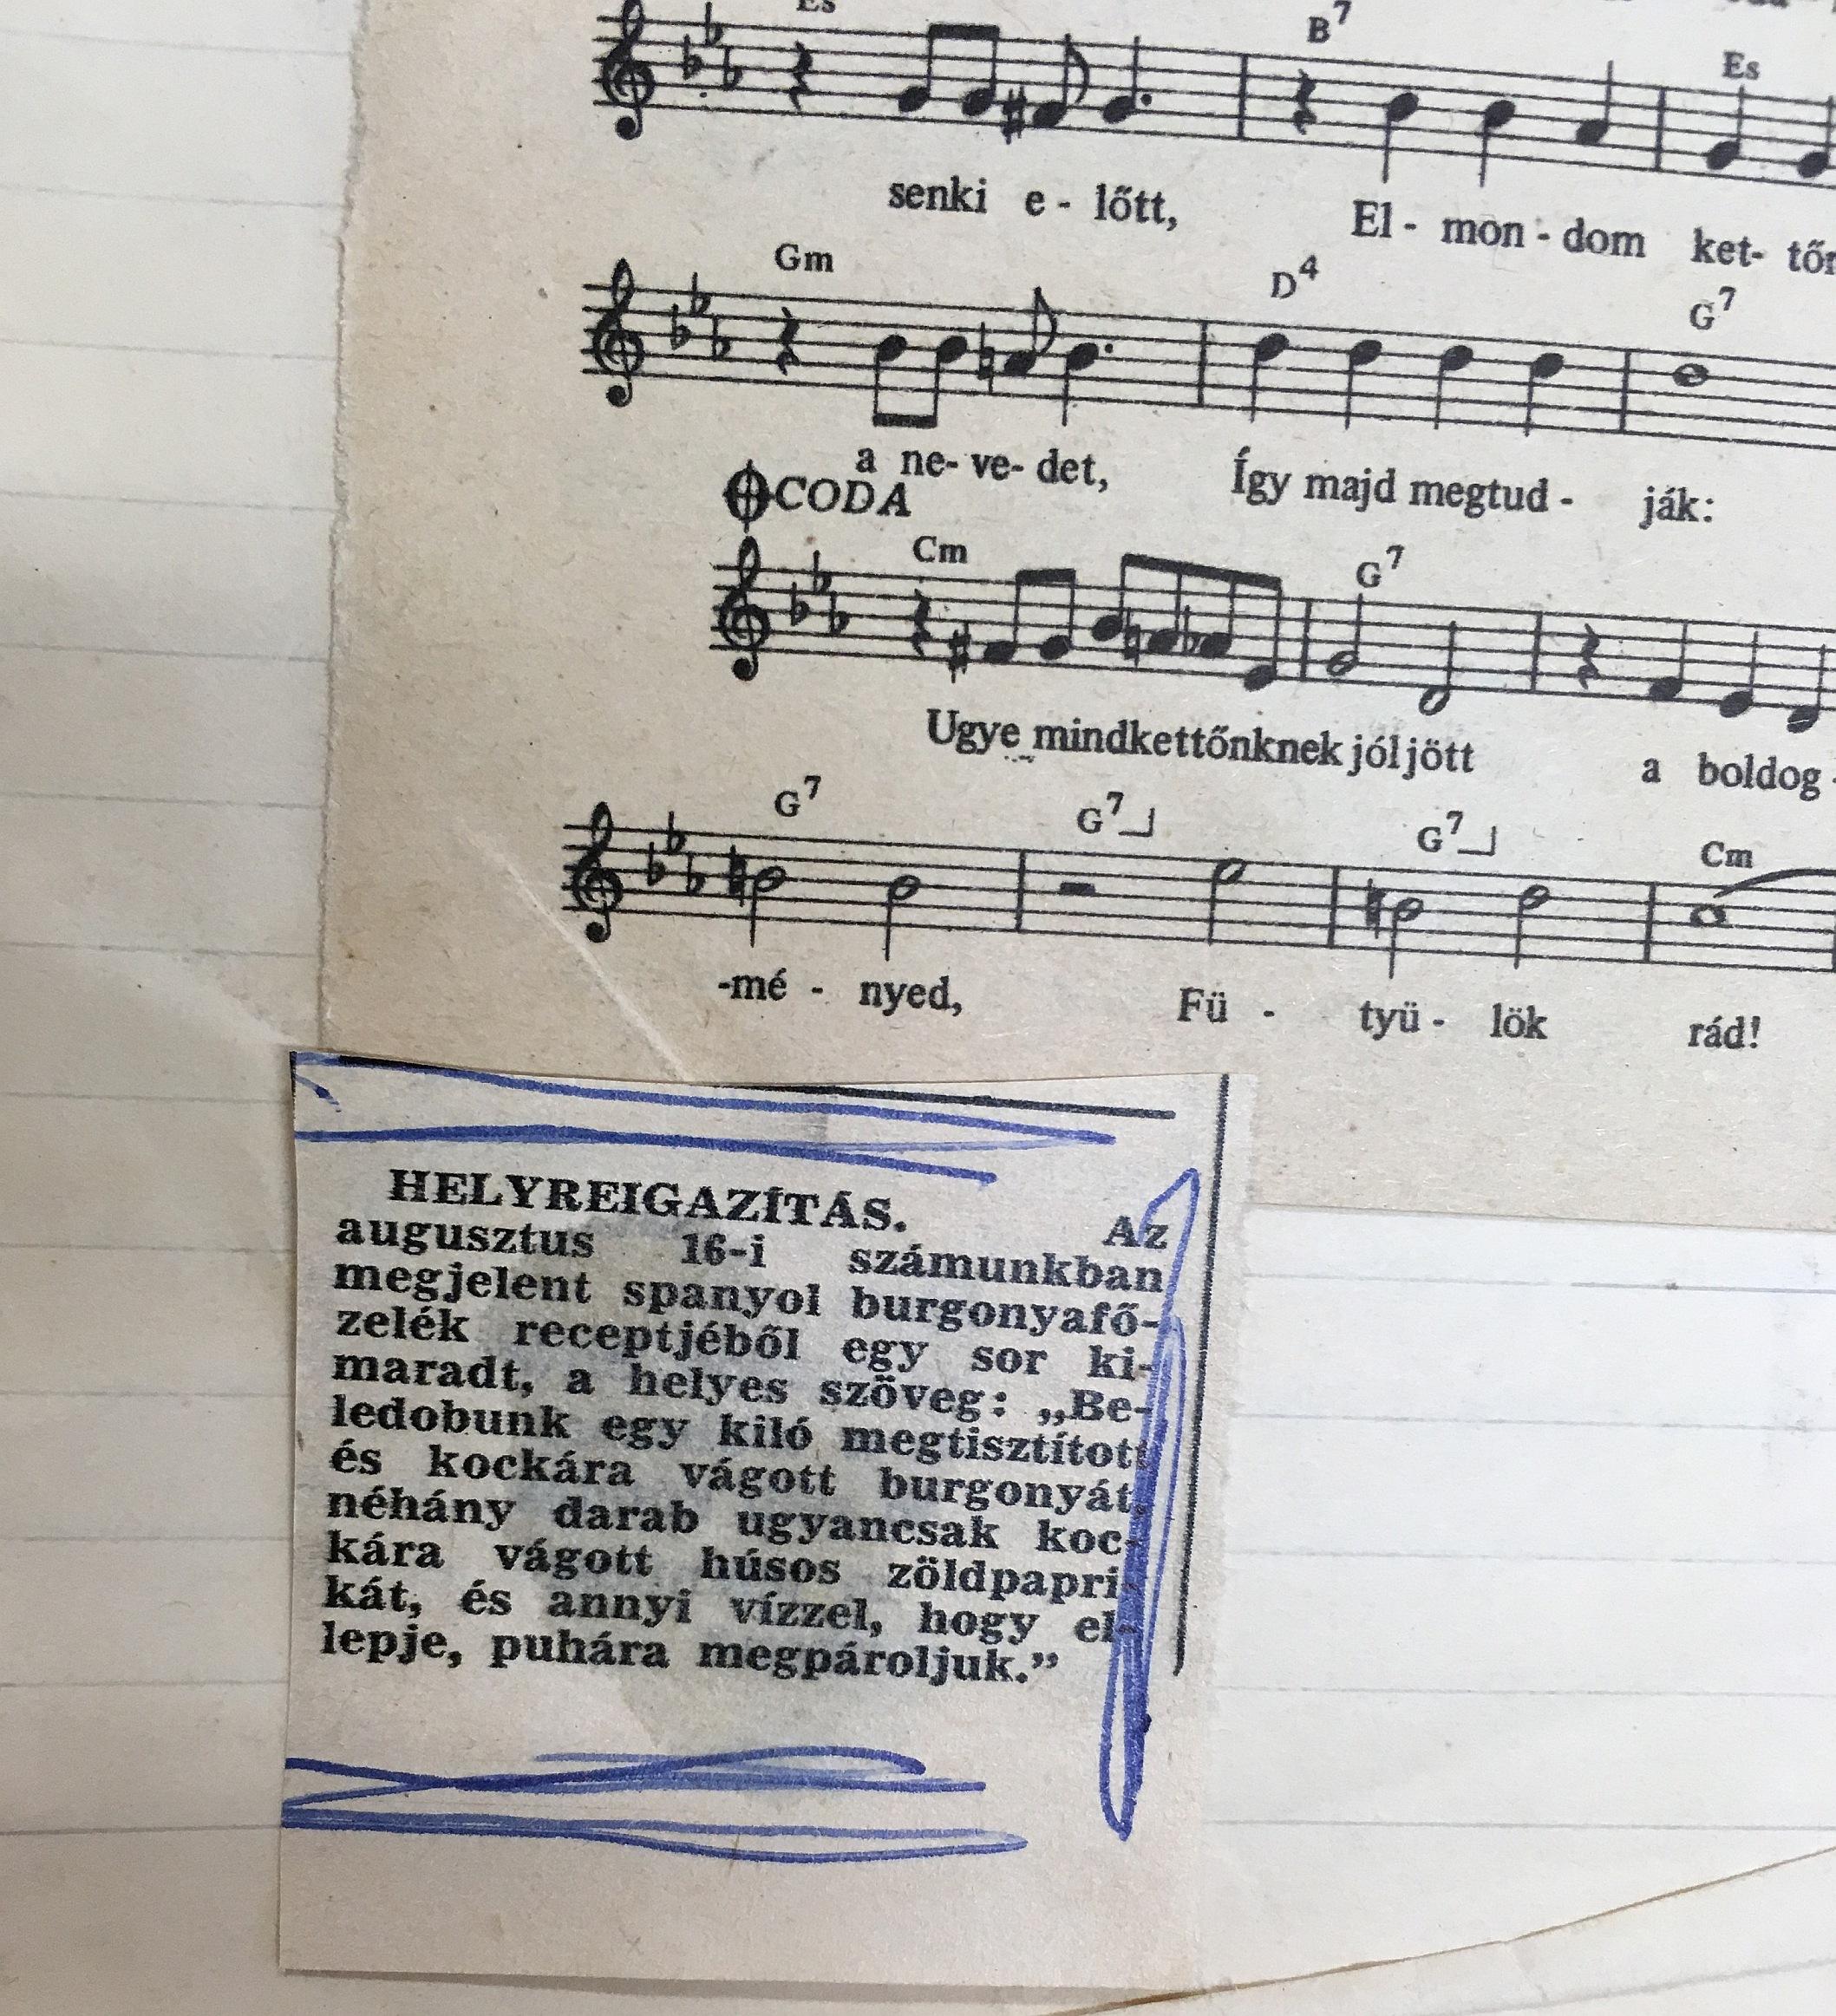 Es B7 Es
senki e - lőtt, El - mon - dom ket-
Gm D4 G7
a ne- ve- det, Így majd megtud - ják:
CODA
Cm G7
Ugye mindkettőnknek jól jött a boldog -
G7 G7 G7 Cm
-mé - nyed, Fü - tyü - lök rád!
HELYREIGAZÍTÁS. Az
augusztus 16-i számunkban
megjelent spanyol burgonyafő-
zelék receptjéből egy sor ki-
maradt, a helyes szöveg: „Be-
ledobunk egy kiló megtisztított
és kockára vágott burgonyát,
néhány darab ugyancsak koc-
kára vágott húsos zöldpapri-
kát, és annyi vízzel, hogy el-
lepje, puhára megpároljuk.”